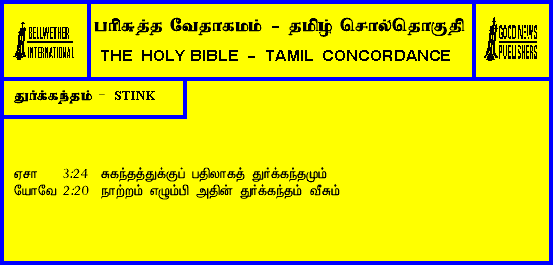 BELLWETHER
INTERNATIONAL
பரிசுத்த வேதாகமம் - தமிழ் சொல்தொகுதி
THE HOLY BIBLE - TAMIL CONCORDANCE
GOOD NEWS
PUBLISHERS
துர்க்கந்தம் - STINK
ஏசா 3:24 சுகந்தத்துக்குப் பதிலாகத் துர்க்கந்தமும்
யோவே 2:20 நாற்றம் எழும்பி அதின் துர்க்கந்தம் வீசும்